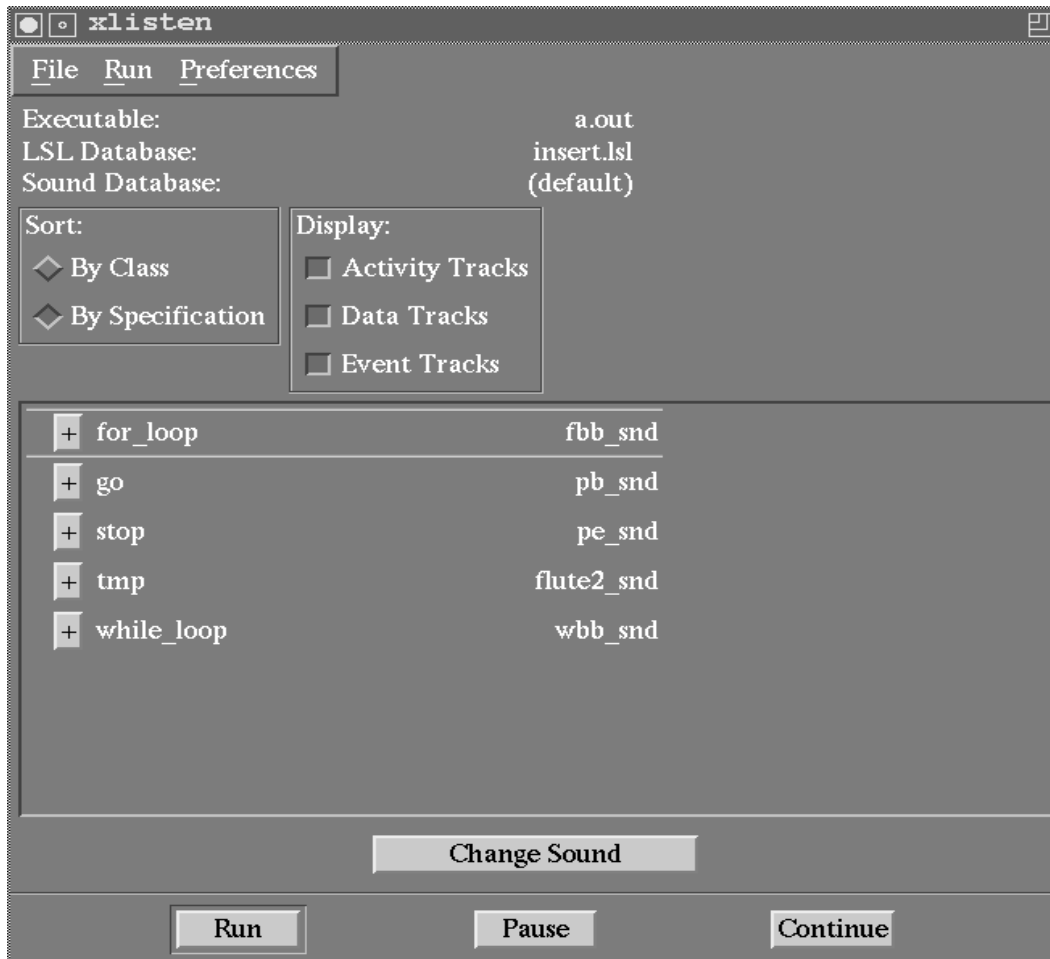 xlisten
File Run Preferences
Executable: a.out
LSL Database: insert.lsl
Sound Database: (default)
Sort: Display:
By Class Activity Tracks
By Specification Data Tracks
Event Tracks
+ for_loop fbb_snd
+ go pb_snd
+ stop pe_snd
+ tmp flute2_snd
+ while_loop wbb_snd
Change Sound
Run Pause Continue